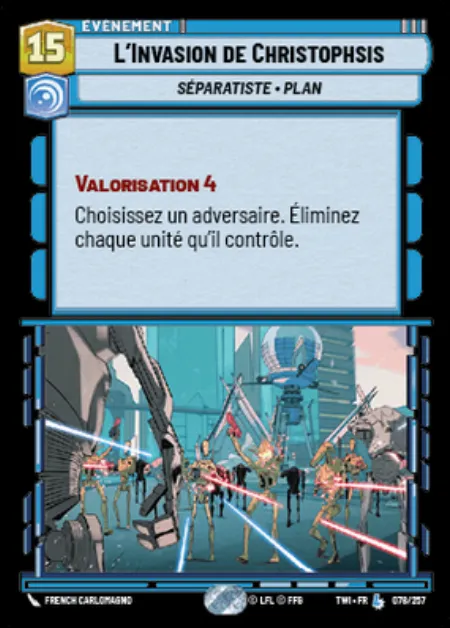 ÉVÉNEMENT
15
L'Invasion de Christophsis
SÉPARATISTE • PLAN
Valorisation 4
Choisissez un adversaire. Éliminez
chaque unité qu'il contrôle.
FRENCH CARLOMAGNO
© LFL © FFG
TWI • FR
078/257